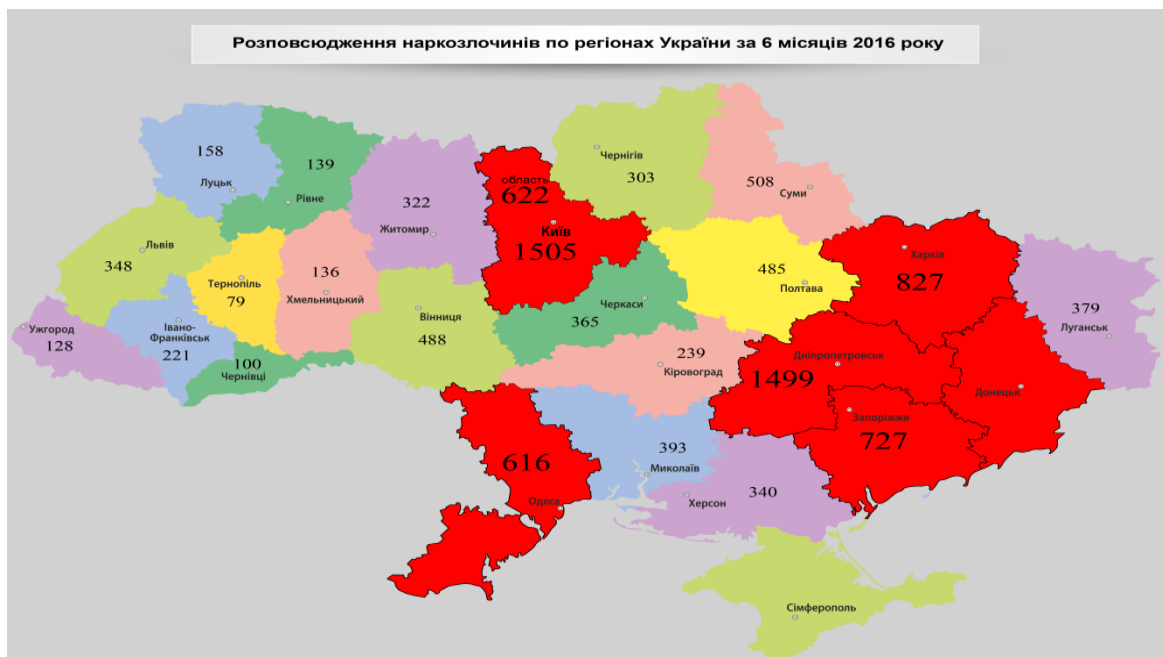 Розповсюдження наркозлочинів по регіонах України за 6 місяців 2016 року
158
Луцьк
139
Рівне
322
Житомир
область
622
Київ
1505
Чернігів
303
508
Суми
Львів
348
Тернопіль
79
136
Хмельницький
Вінниця
488
Черкаси
365
485
Полтава
Харків
827
379
Луганськ
Ужгород
128
Івано-
Франківськ
221
100
Чернівці
239
Кіровоград
Дніпропетровськ
1499
Донецьк
Запоріжжи
727
616
Одеса
393
Миколаїв
Херсон
340
Сімферополь